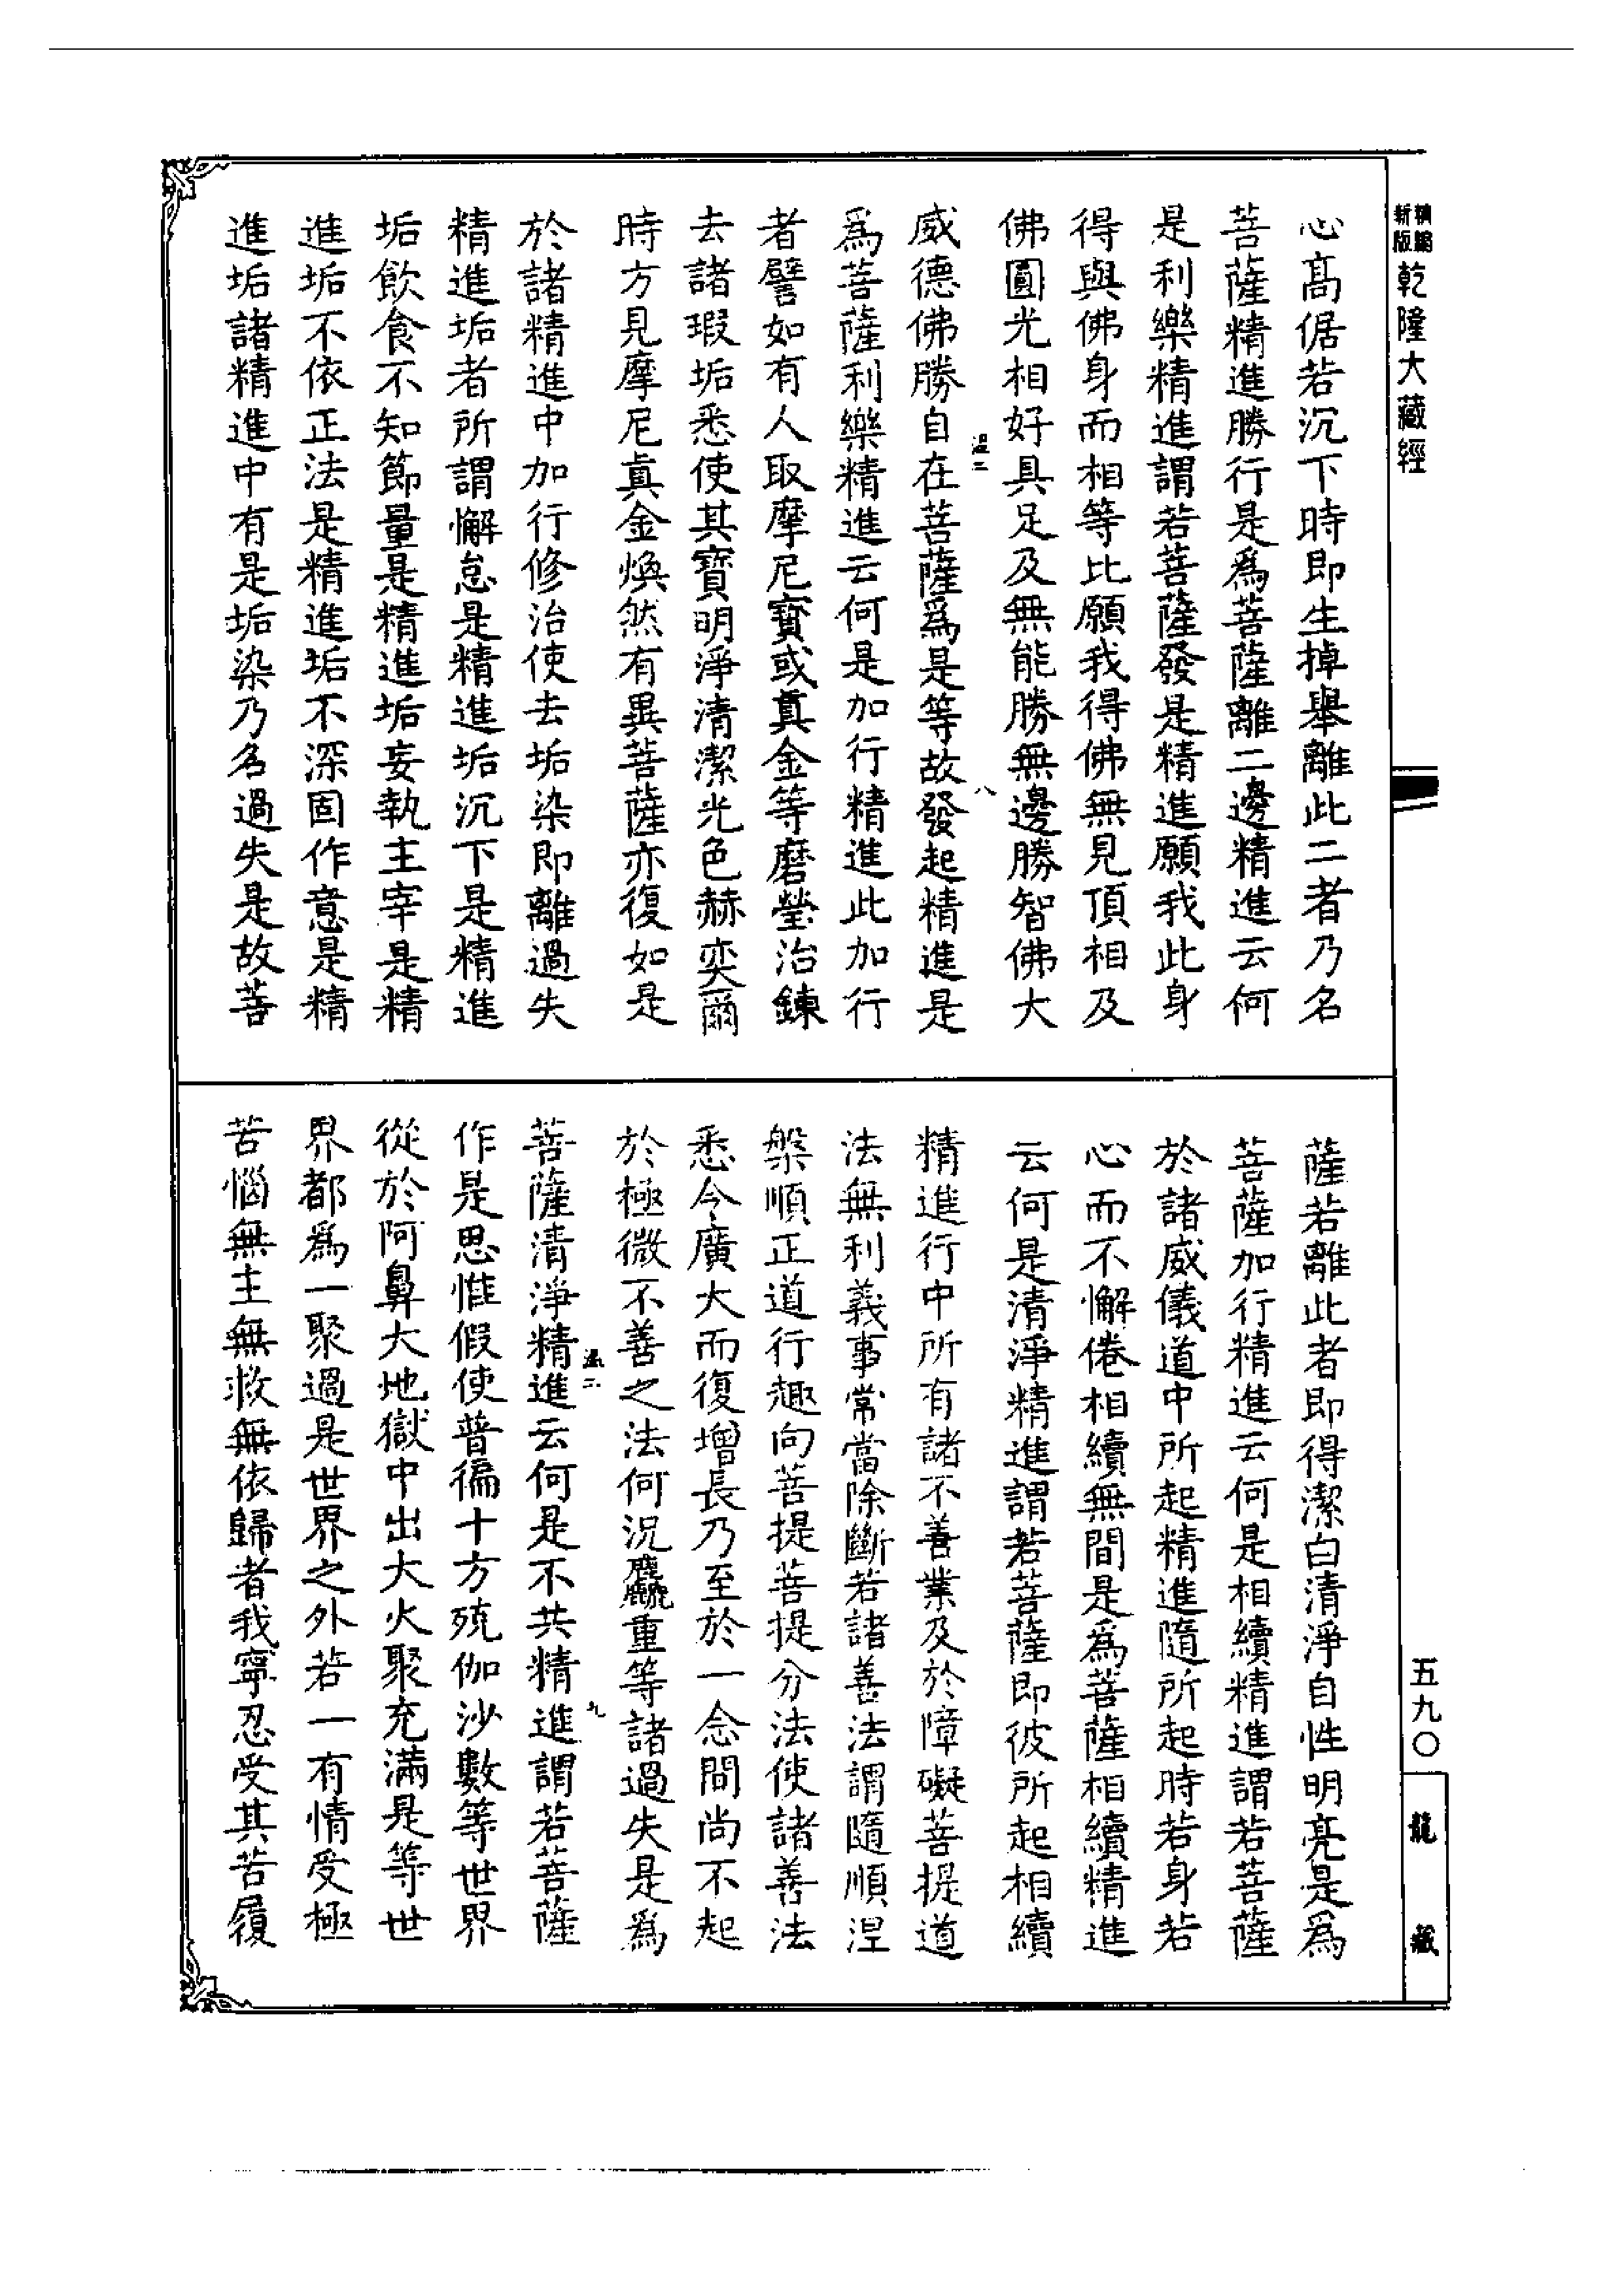 精編新版乾隆大藏經
心高倨若沉下時即生掉舉離此二者乃名
菩薩精進勝行是爲菩薩離二邊精進云何
是利樂精進謂若菩薩發是精進願我此身
得與佛身而相等比願我得佛無見頂相及
佛圓光相好具足及無能勝無邊勝智佛大
溫二 八
威德佛勝自在菩薩爲是等故發起精進是
爲菩薩利樂精進云何是加行精進此加行
者譬如有人取摩尼寶或真金等磨瑩治鍊
去諸瑕垢悉使其寶明淨清潔光色赫奕爾
時方見摩尼真金煥然有異菩薩亦復如是
於諸精進中加行修治使去垢染即離過失
精進垢者所謂懈怠是精進垢沉下是精進
垢飲食不知節量是精進垢妄執主宰是精
進垢不依正法是精進垢不深固作意是精
進垢諸精進中有是垢染乃名過失是故菩
薩若離此者即得潔白清淨自性明亮是爲
菩薩加行精進云何是相續精進謂若菩薩
於諸威儀道中所起精進隨所起時若身若
心而不懈倦相續無間是爲菩薩相續精進
云何是清淨精進謂若菩薩即彼所起相續
精進行中所有諸不善業及於障礙菩提道
法無利義事常當除斷若諸善法謂隨順涅
槃順正道行趣向菩提菩提分法使諸善法
悉令廣大而復增長乃至於一念間尚不起
於極微不善之法何況麤重等諸過失是爲
溫二 九
菩薩清淨精進云何是不共精進謂若菩薩
作是思惟假使普徧十方殑伽沙數等世界
從於阿鼻大地獄中出大火聚充滿是等世
界都爲一聚過是世界之外若一有情受極
苦惱無主無救無依歸者我寧忍受其苦履
五九〇
龍藏